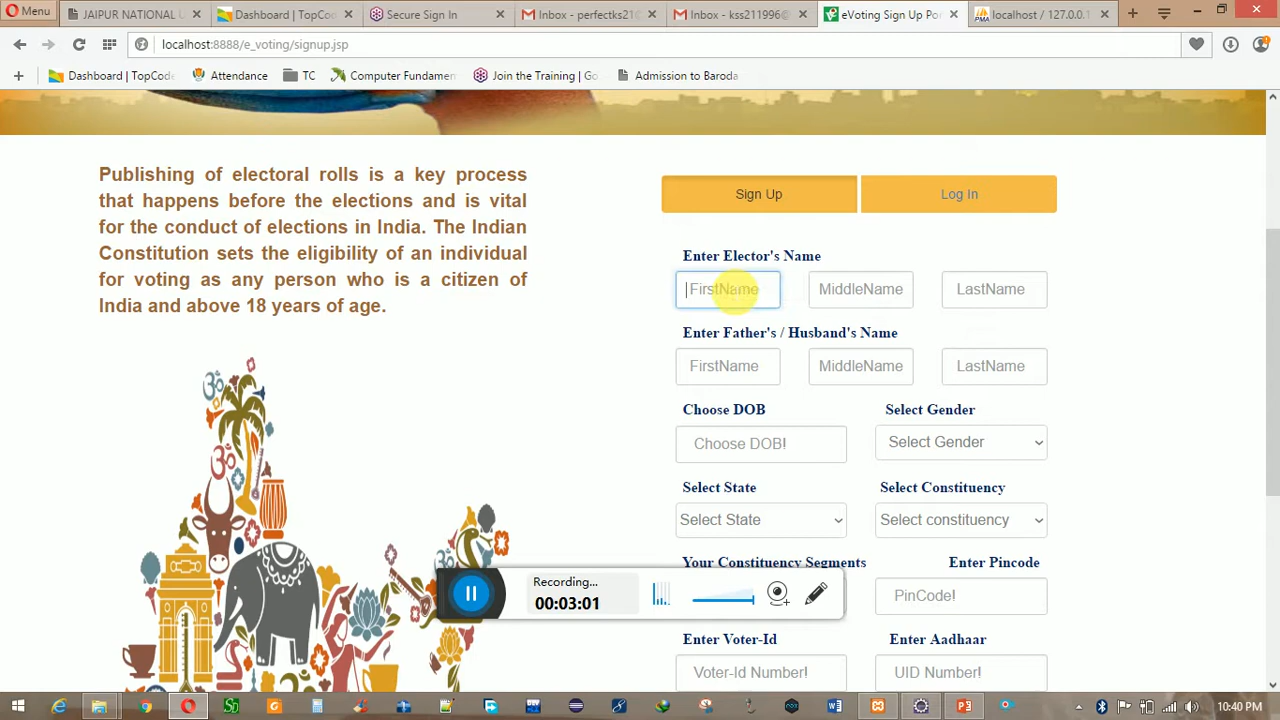 Menu
JAIPUR NATIONAL U
Dashboard | TopCod
Secure Sign In
Inbox - perfectks21@
Inbox - kss211996@
eVoting Sign Up Po
localhost / 127.0.0.1
localhost:8888/e_voting/signup.jsp
Dashboard | TopCode
Attendance
TC
Computer Fundamen
Join the Training | Go
Admission to Baroda
Publishing of electoral rolls is a key process
that happens before the elections and is vital
for the conduct of elections in India. The Indian
Constitution sets the eligibility of an individual
for voting as any person who is a citizen of
India and above 18 years of age.
Sign Up
Log In
Enter Elector's Name
FirstName
MiddleName
LastName
Enter Father's / Husband's Name
FirstName
MiddleName
LastName
Choose DOB
Select Gender
Choose DOB!
Select Gender
Select State
Select Constituency
Select State
Select constituency
Your Constituency Segments
Enter Pincode
PinCode!
Recording...
00:03:01
Enter Voter-Id
Enter Aadhaar
Voter-Id Number!
UID Number!
10:40 PM